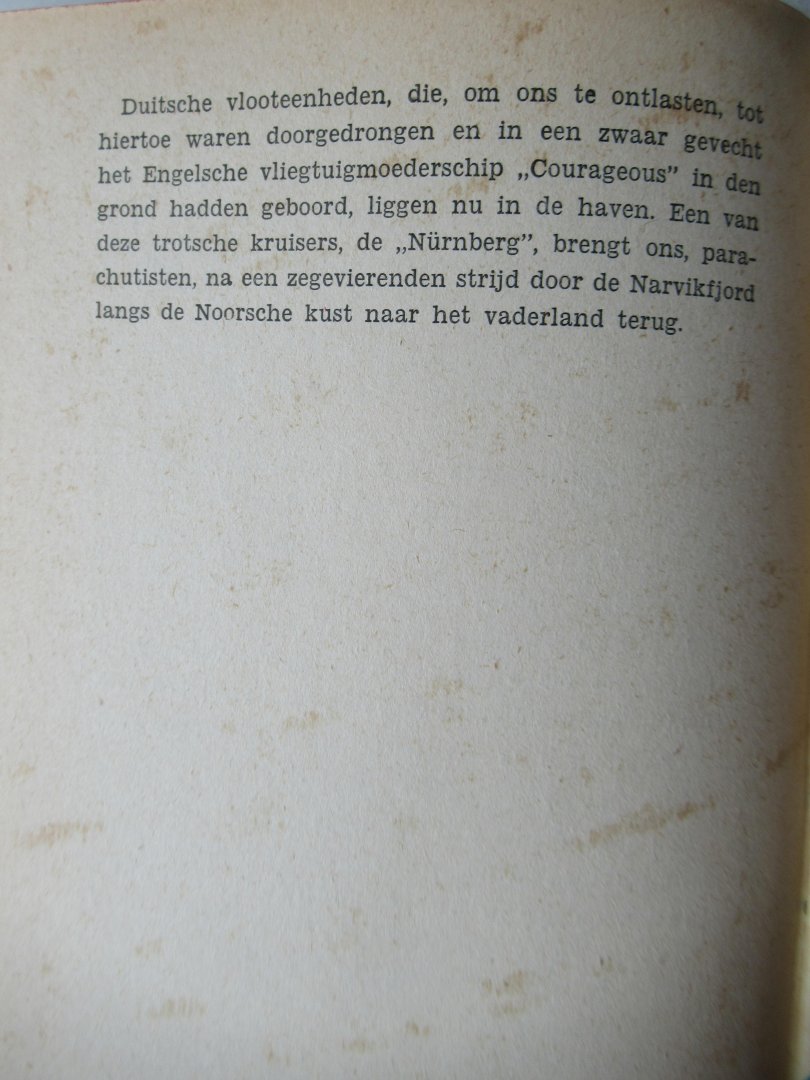 Duitsche vlooteenheden, die, om ons te ontlasten, tot
hiertoe waren doorgedrongen en in een zwaar gevecht
het Engelsche vliegtuigmoederschip „Courageous” in den
grond hadden geboord, liggen nu in de haven. Een van
deze trotsche kruisers, de „Nürnberg”, brengt ons, para-
chutisten, na een zegevierenden strijd door de Narvikfjord
langs de Noorsche kust naar het vaderland terug.